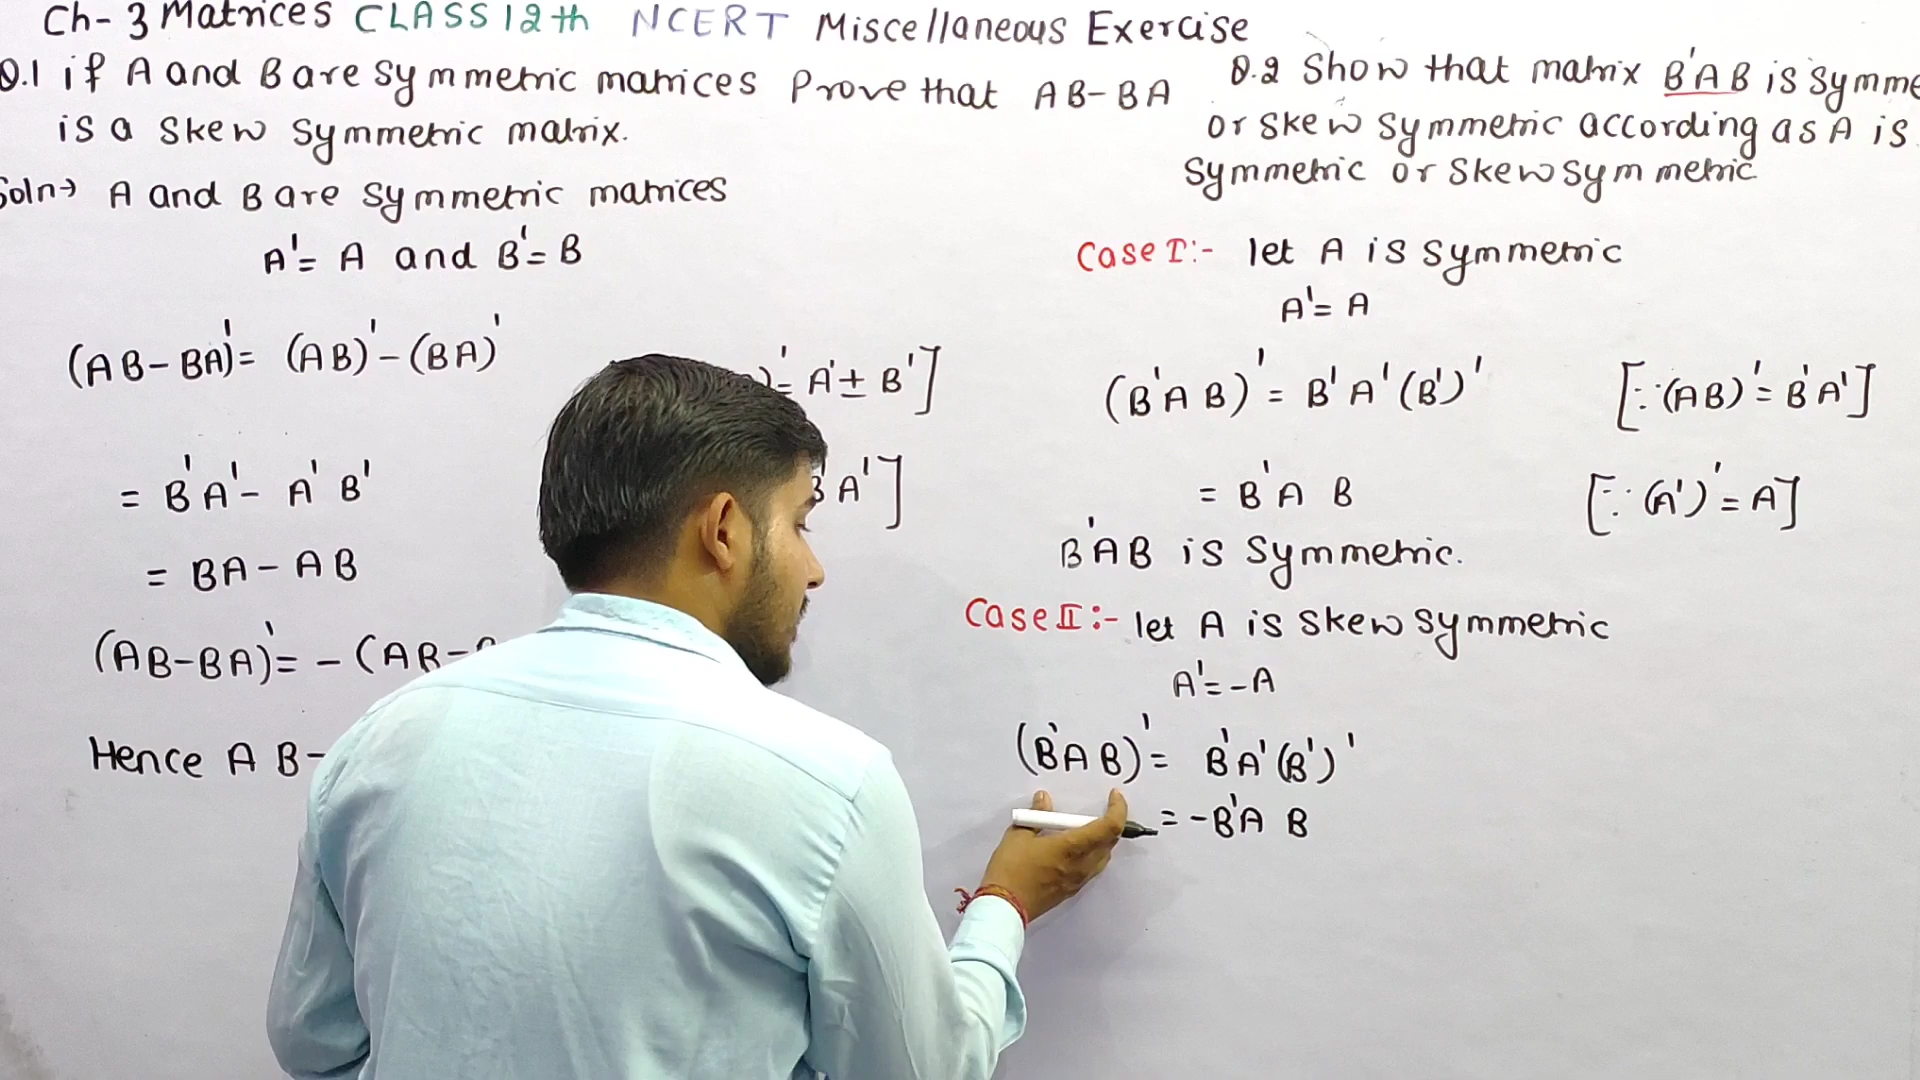 Ch-3 Matrices CLASS 12th NCERT Miscellaneous Exercise
Q.1 if A and B are symmetric matrices Prove that AB-BA
is a skew symmetric matrix.
Soln→ A and B are symmetric matrices
A'= A and B'= B
(AB-BA)'= (AB)'-(BA)'
)'= A'± B']
= B'A'- A'B'
B'A']
= BA- AB
(AB-BA)'= -(AB-
Hence AB-
Q.2 Show that matrix B'AB is symme
or skew symmetric according as A is
symmetric or skew symmetric
Case I:- let A is symmetric
A'= A
(B'AB)'= B'A'(B')' [∵(AB)'= B'A']
= B'A B [∵(A')'= A]
B'AB is symmetric.
Case II:- let A is skew symmetric
A'= -A
(B'AB)'= B'A'(B')'
= -B'A B